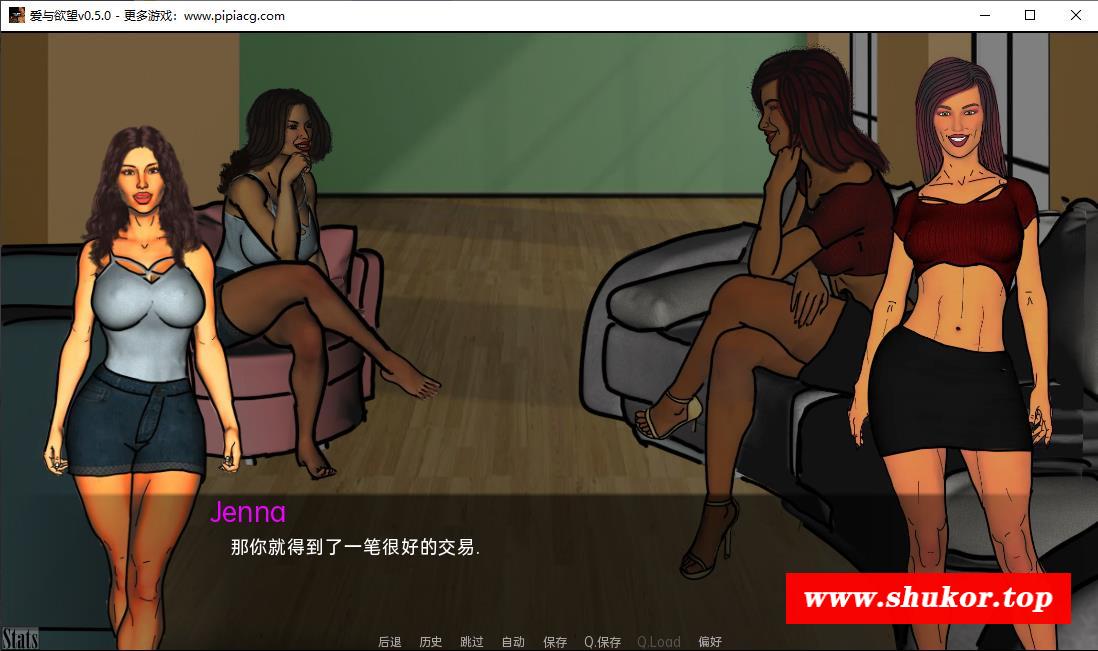 爱与欲望v0.5.0 - 更多游戏：www.pipiacg.com
Jenna
那你就得到了一笔很好的交易.
www.shukor.top
Stats
后退 历史 跳过 自动 保存 Q.保存 Q.Load 偏好